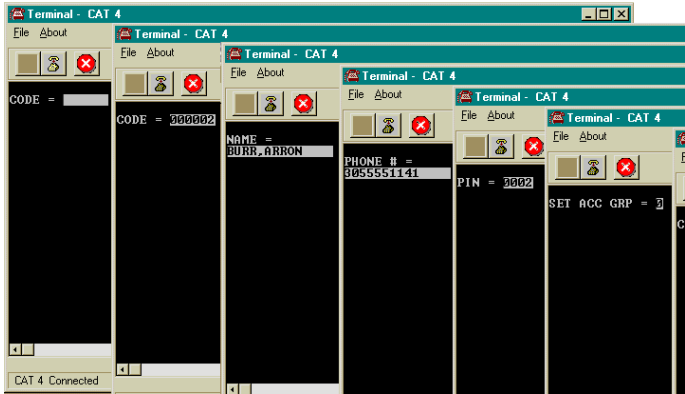 Terminal - CAT 4
File About
CODE =
CAT 4 Connected
Terminal - CAT 4
File About
CODE = 000002
Terminal - CAT 4
File About
NAME =
BURR,ARRON
Terminal - CAT 4
File About
PHONE # =
3055551141
Terminal - CAT 4
File About
PIN = 0002
Terminal - CAT 4
File About
SET ACC GRP =